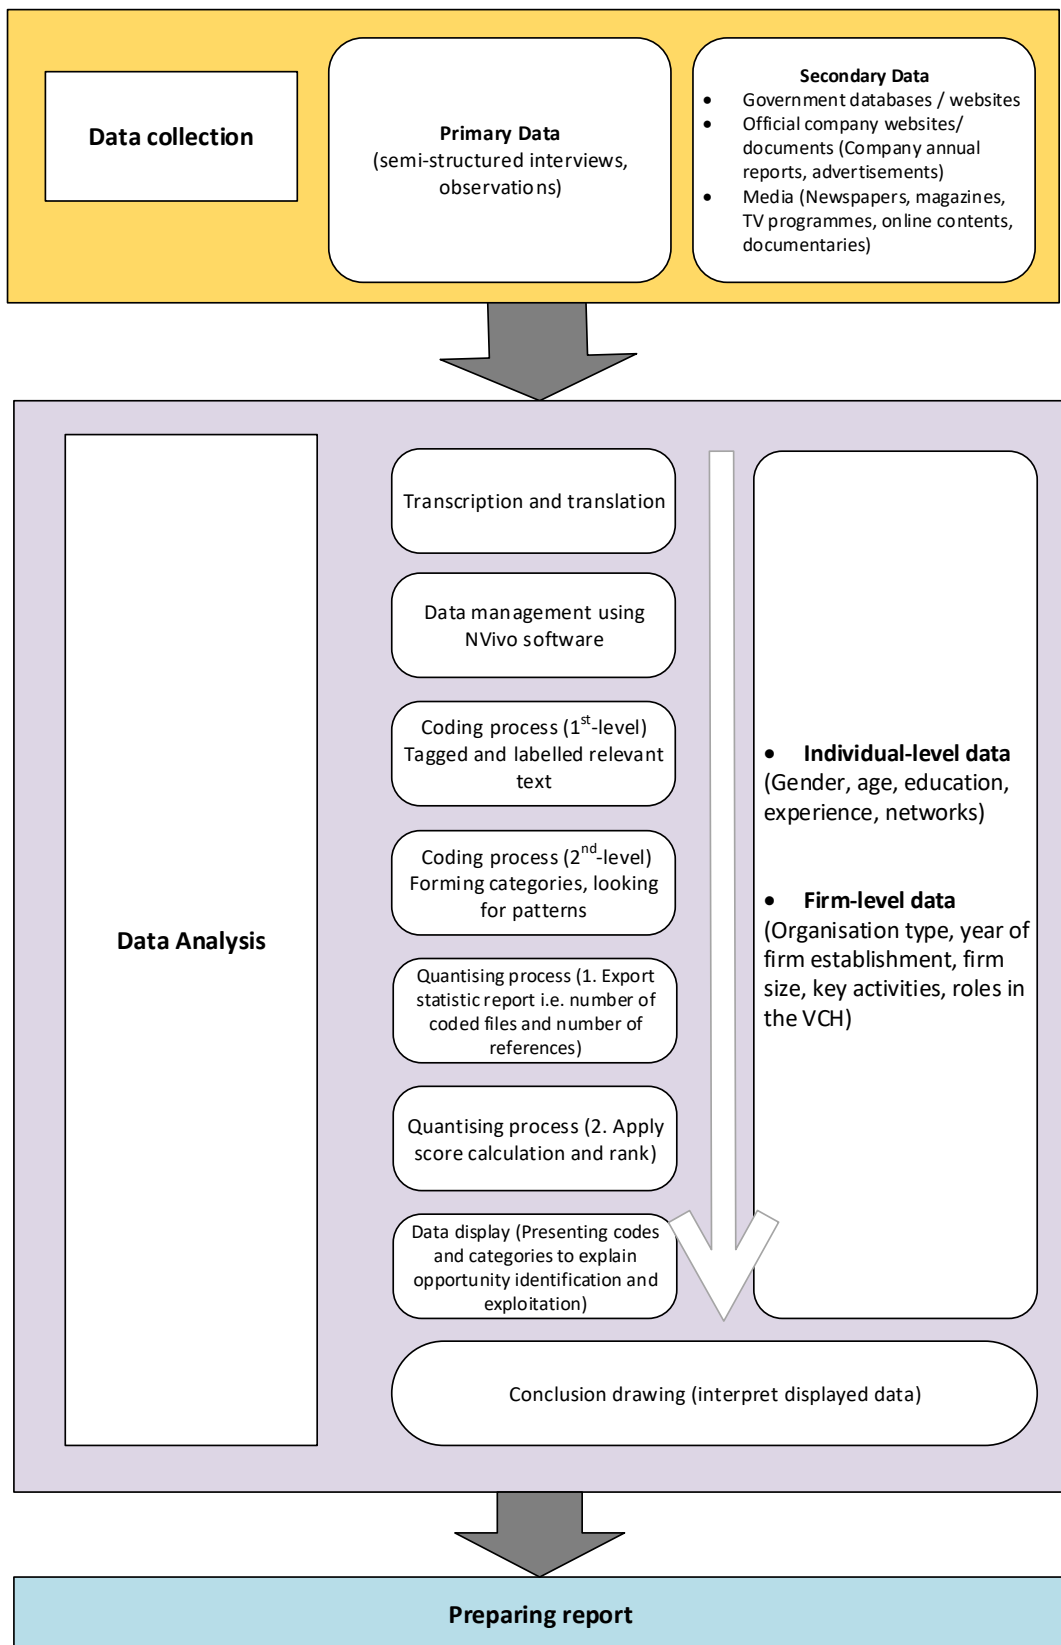 Data collection
Primary Data
(semi-structured interviews,
observations)
Secondary Data
• Government databases / websites
• Official company websites/
documents (Company annual
reports, advertisements)
• Media (Newspapers, magazines,
TV programmes, online contents,
documentaries)
Data Analysis
Transcription and translation
Data management using
NVivo software
Coding process (1st-level)
Tagged and labelled relevant
text
Coding process (2nd-level)
Forming categories, looking
for patterns
Quantising process (1. Export
statistic report i.e. number of
coded files and number of
references)
Quantising process (2. Apply
score calculation and rank)
Data display (Presenting codes
and categories to explain
opportunity identification and
exploitation)
• Individual-level data
(Gender, age, education,
experience, networks)
• Firm-level data
(Organisation type, year of
firm establishment, firm
size, key activities, roles in
the VCH)
Conclusion drawing (interpret displayed data)
Preparing report